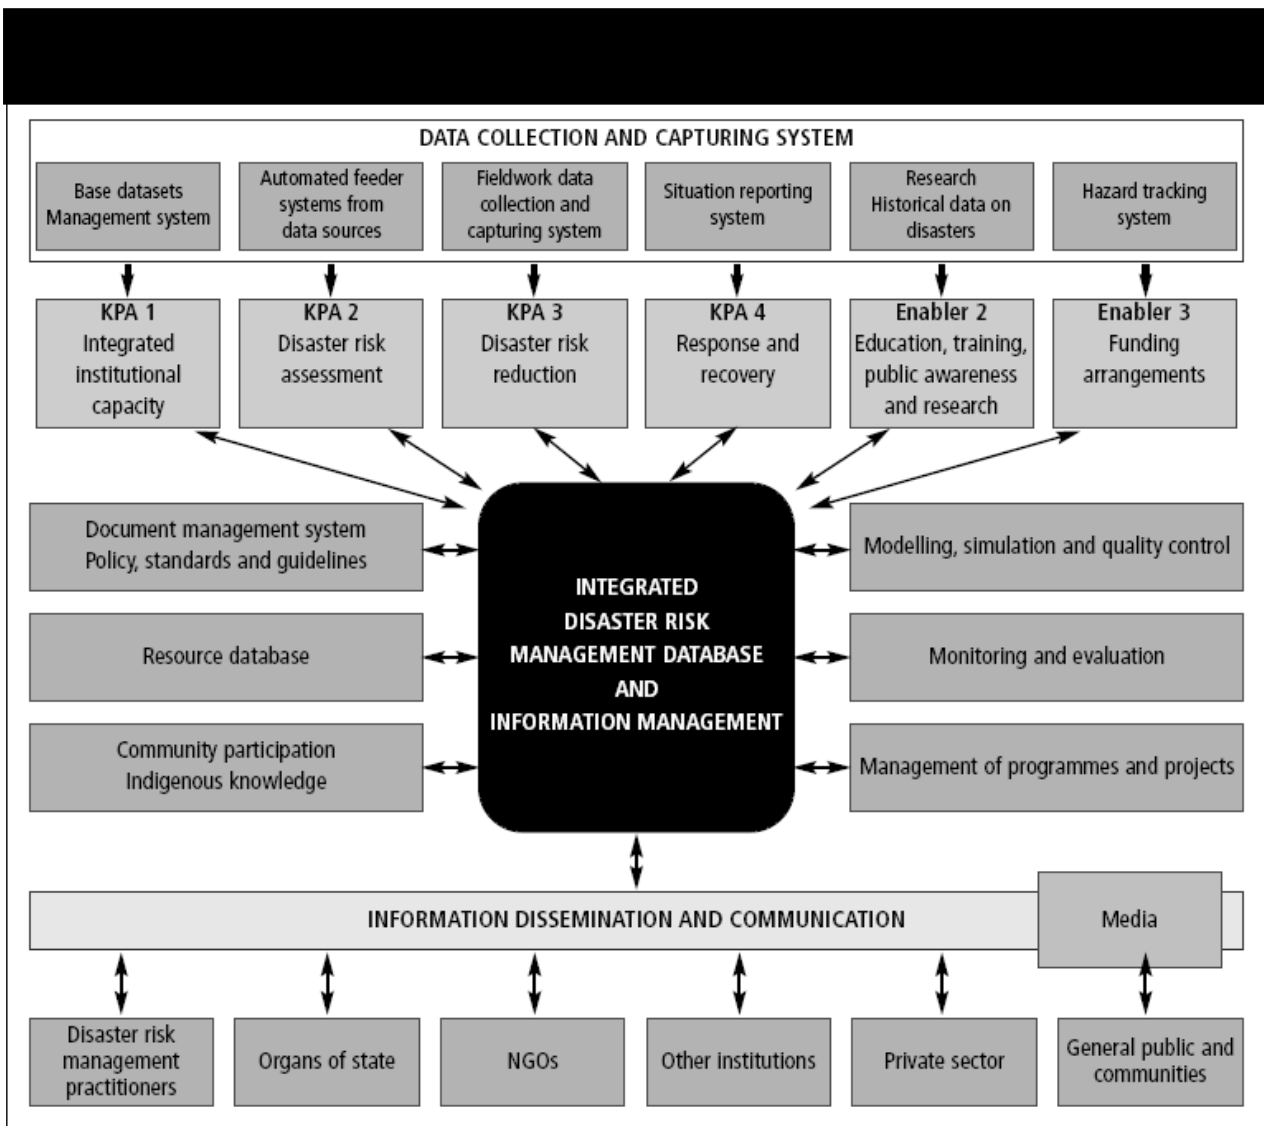 DATA COLLECTION AND CAPTURING SYSTEM
Base datasets
Management system
Automated feeder
systems from
data sources
Fieldwork data
collection and
capturing system
Situation reporting
system
Research
Historical data on
disasters
Hazard tracking
system
KPA 1
Integrated
institutional
capacity
KPA 2
Disaster risk
assessment
KPA 3
Disaster risk
reduction
KPA 4
Response and
recovery
Enabler 2
Education, training,
public awareness
and research
Enabler 3
Funding
arrangements
Document management system
Policy, standards and guidelines
Resource database
Community participation
Indigenous knowledge
INTEGRATED
DISASTER RISK
MANAGEMENT DATABASE
AND
INFORMATION MANAGEMENT
Modelling, simulation and quality control
Monitoring and evaluation
Management of programmes and projects
INFORMATION DISSEMINATION AND COMMUNICATION
Media
Disaster risk
management
practitioners
Organs of state
NGOs
Other institutions
Private sector
General public and
communities